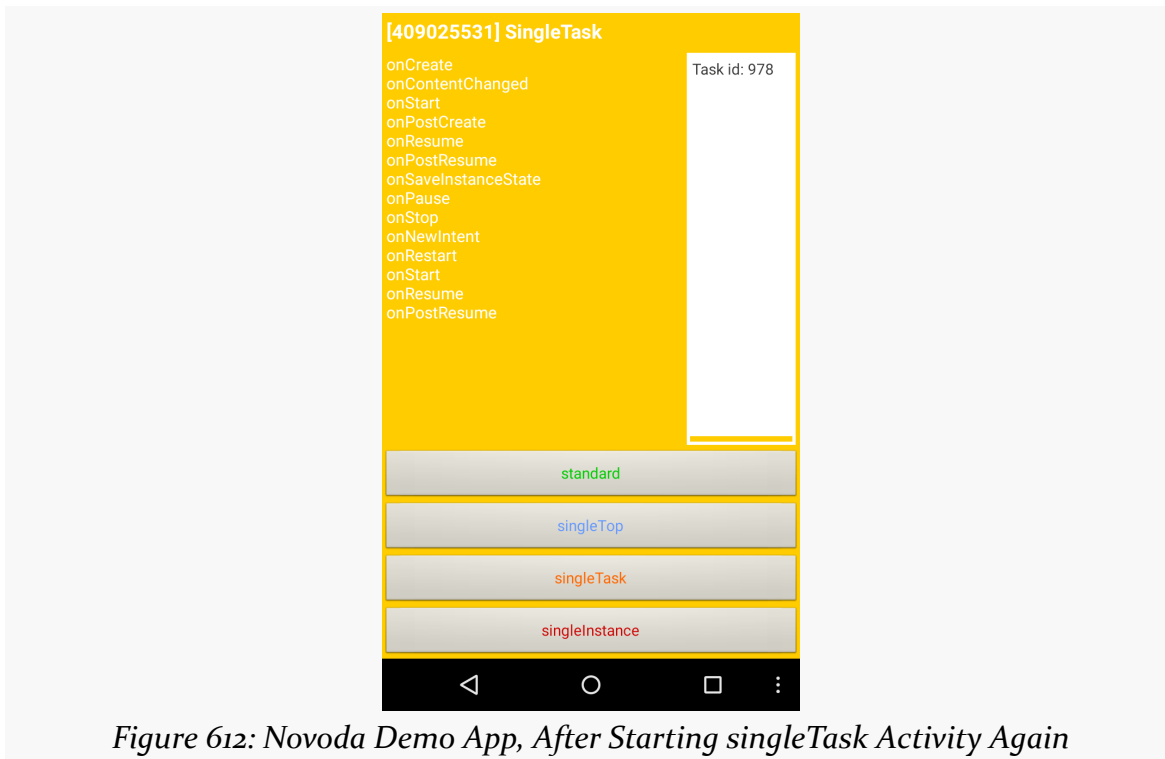 [409025531] SingleTask
onCreate
onContentChanged
onStart
onPostCreate
onResume
onPostResume
onSaveInstanceState
onPause
onStop
onNewIntent
onRestart
onStart
onResume
onPostResume
Task id: 978
standard
singleTop
singleTask
singleInstance
Figure 612: Novoda Demo App, After Starting singleTask Activity Again